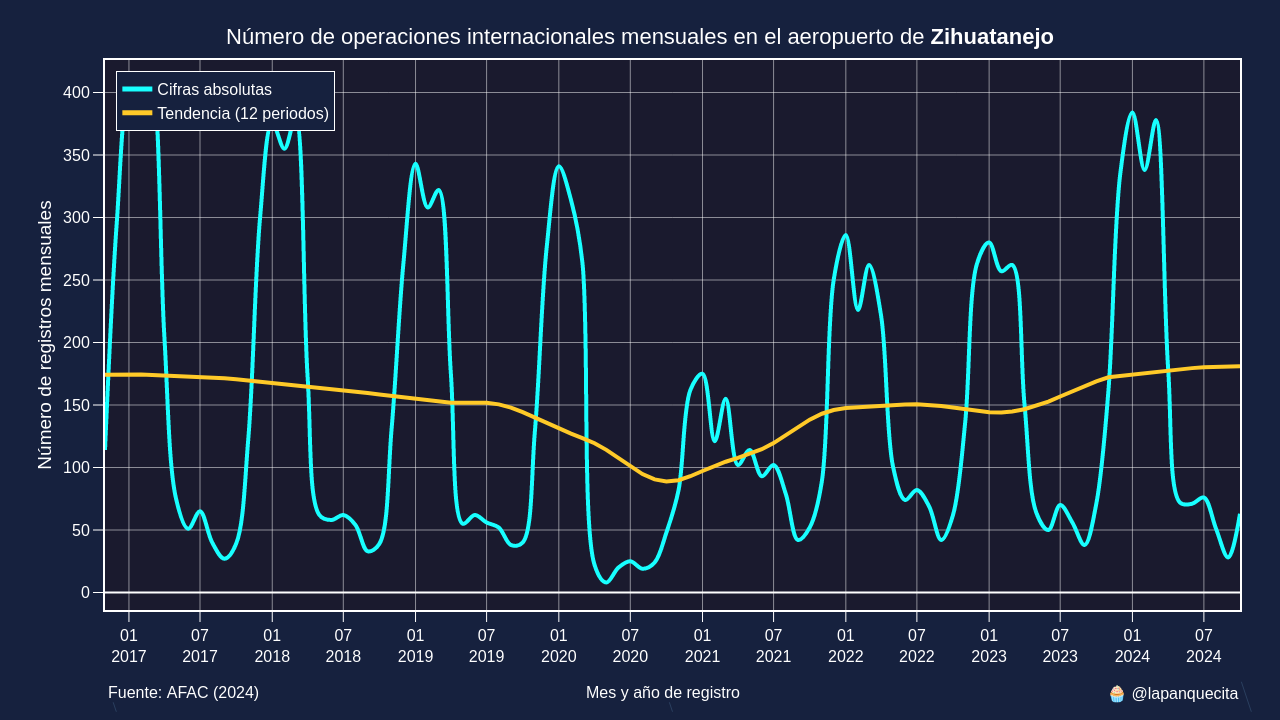 Número de operaciones internacionales mensuales en el aeropuerto de Zihuatanejo
Cifras absolutas
Tendencia (12 periodos)
Número de registros mensuales
400
350
300
250
200
150
100
50
0
01 07 01 07 01 07 01 07 01 07 01 07 01 07 01 07
2017 2017 2018 2018 2019 2019 2020 2020 2021 2021 2022 2022 2023 2023 2024 2024
Fuente: AFAC (2024) Mes y año de registro 🧁 @lapanquecita